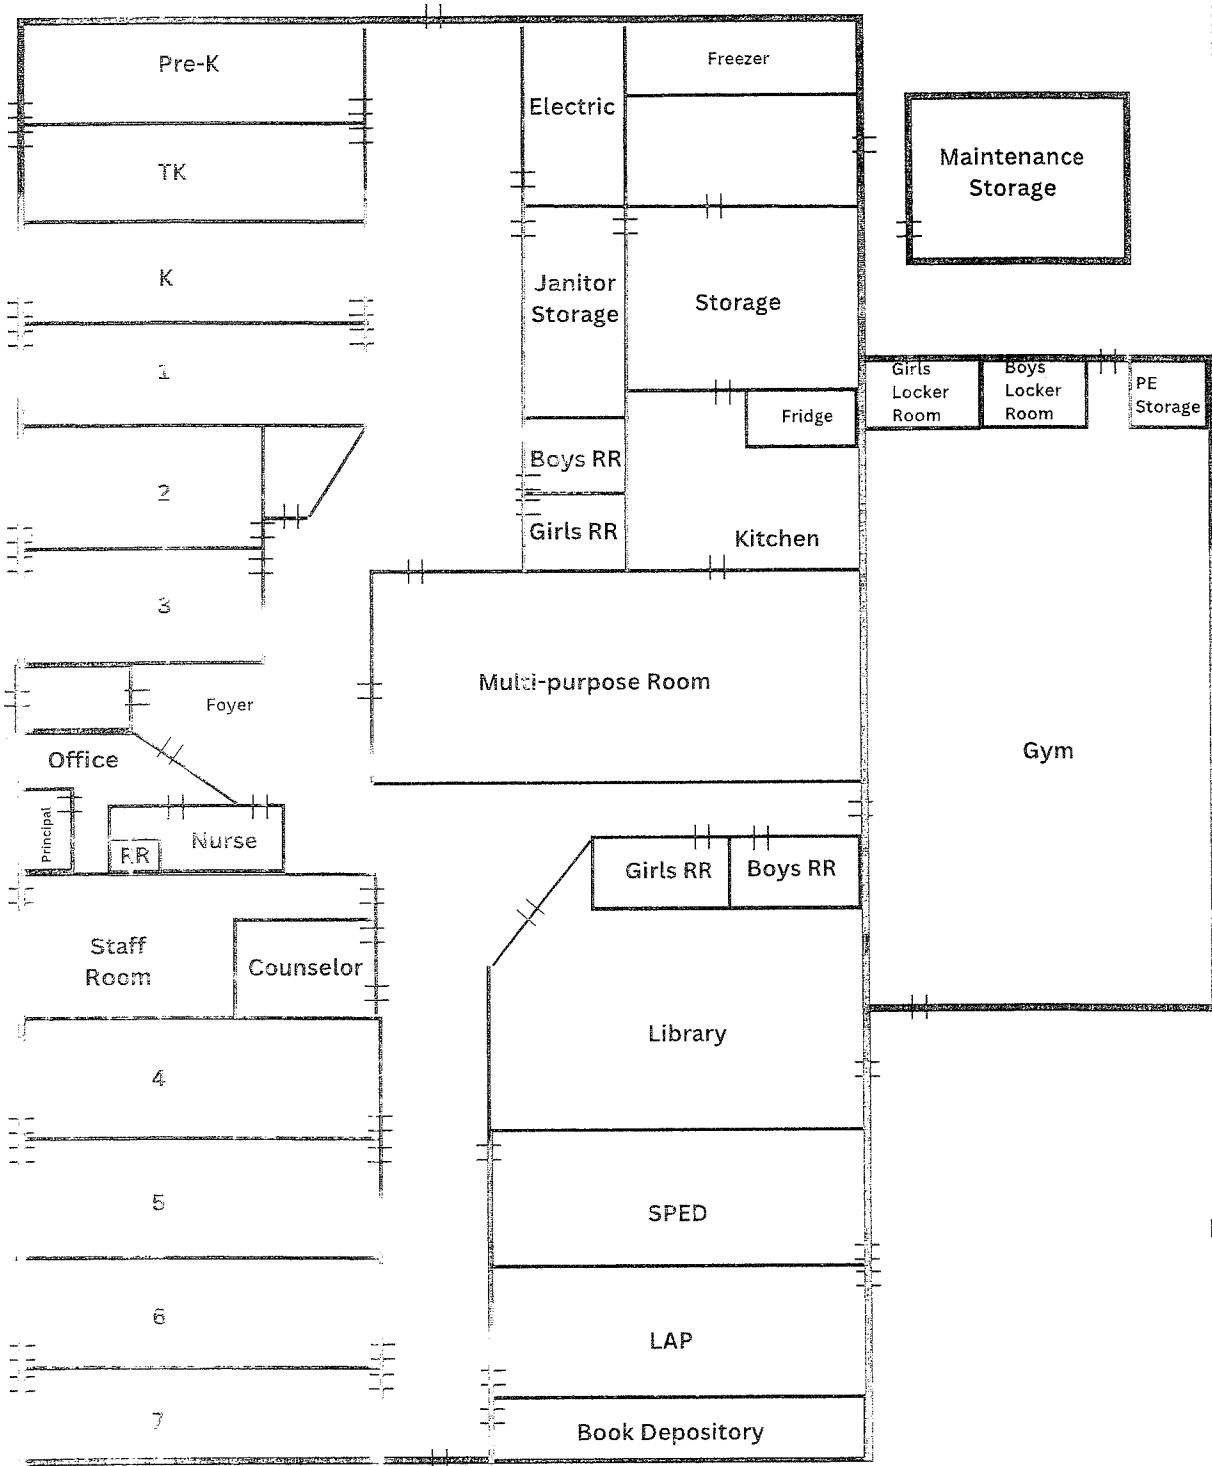 Pre-K
Electric
Freezer
TK
Maintenance
Storage
K
Janitor
Storage
Storage
1
Girls
Locker
Room
Boys
Locker
Room
PE
Storage
Fridge
2
Boys RR
Girls RR
Kitchen
3
Foyer
Multi-purpose Room
Gym
Office
Principal
RR
Nurse
Girls RR
Boys RR
Staff
Room
Counselor
Library
4
5
SPED
6
LAP
7
Book Depository